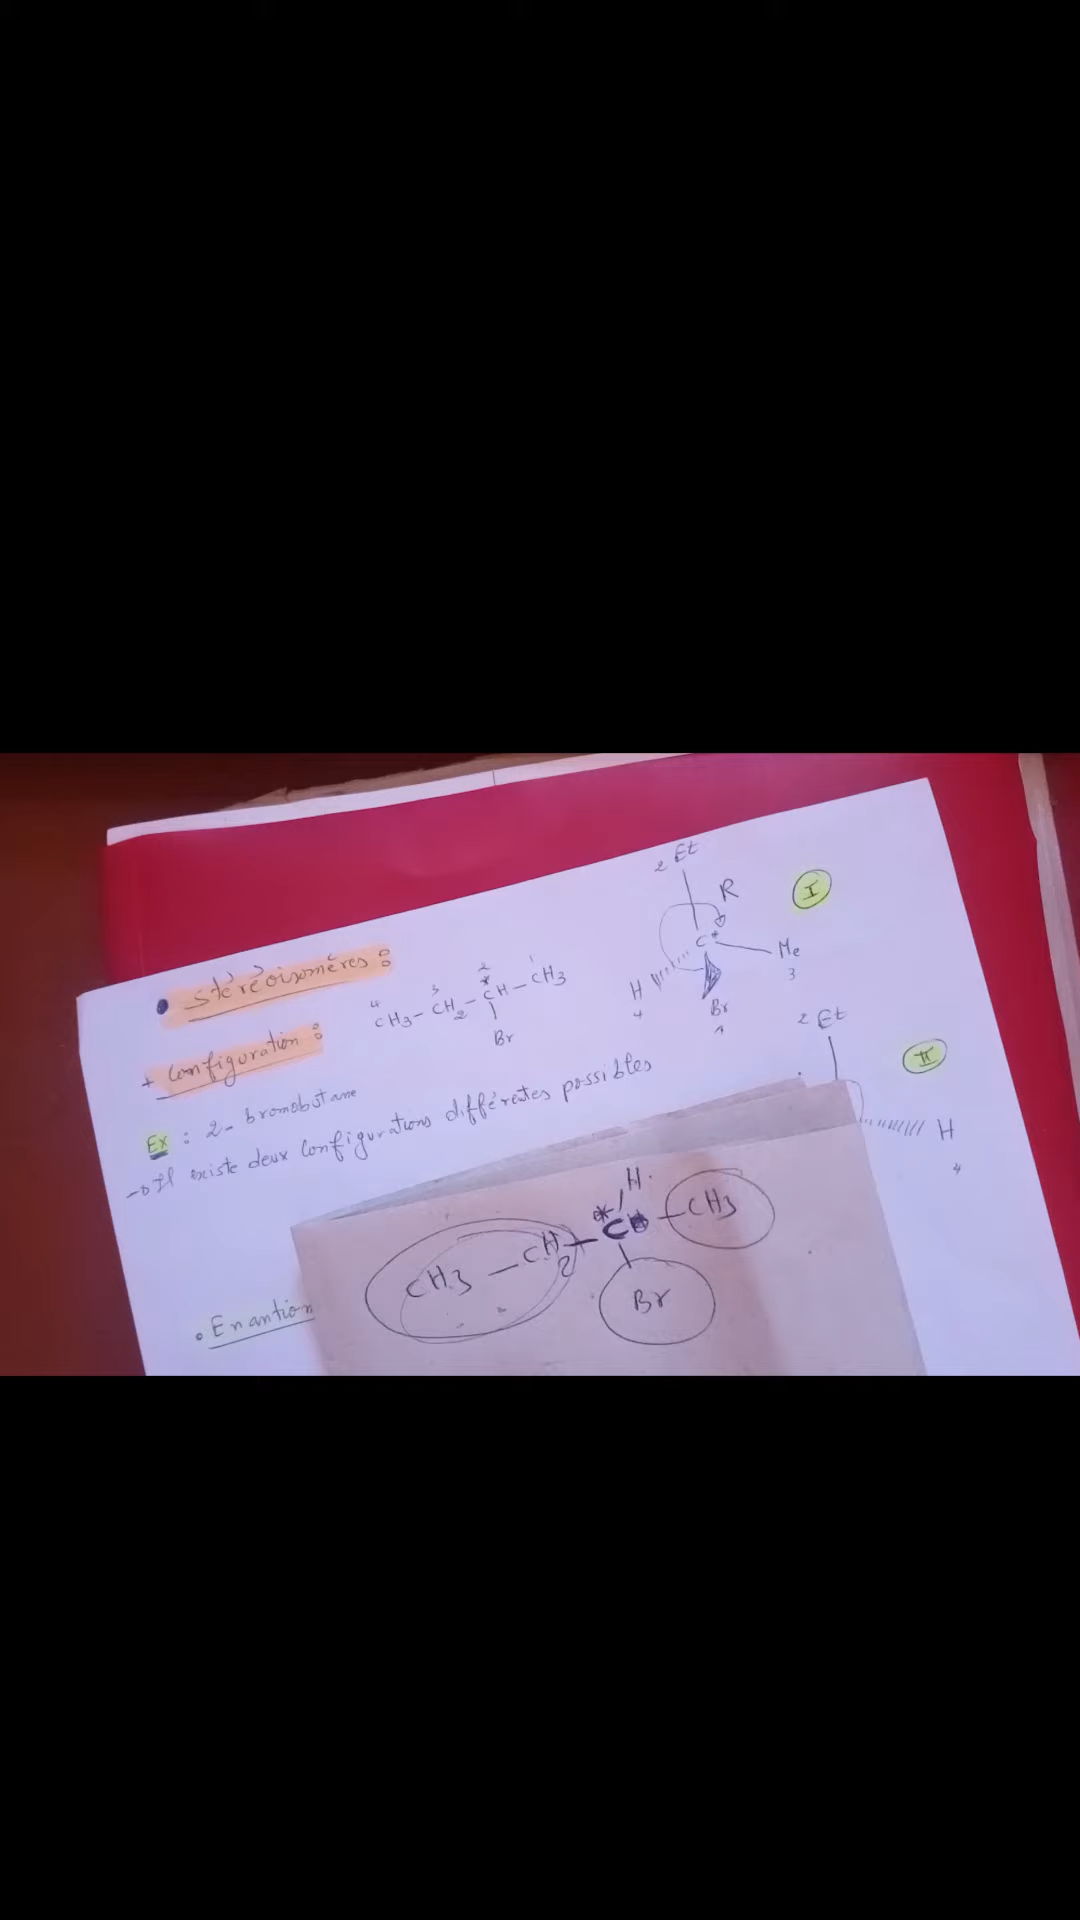 • Stéréoisomères :
+ Configuration :
4 3 2 1
CH3 - CH2 - *CH - CH3
Br
Ex : 2- bromobutane
→ Il existe deux configurations différentes possibles
2 Et
R
I
C*
Me
3
H
4
Br
1
2 Et
II
H
4
• Enantiom
H
CH3 - CH2 - *C - CH3
Br